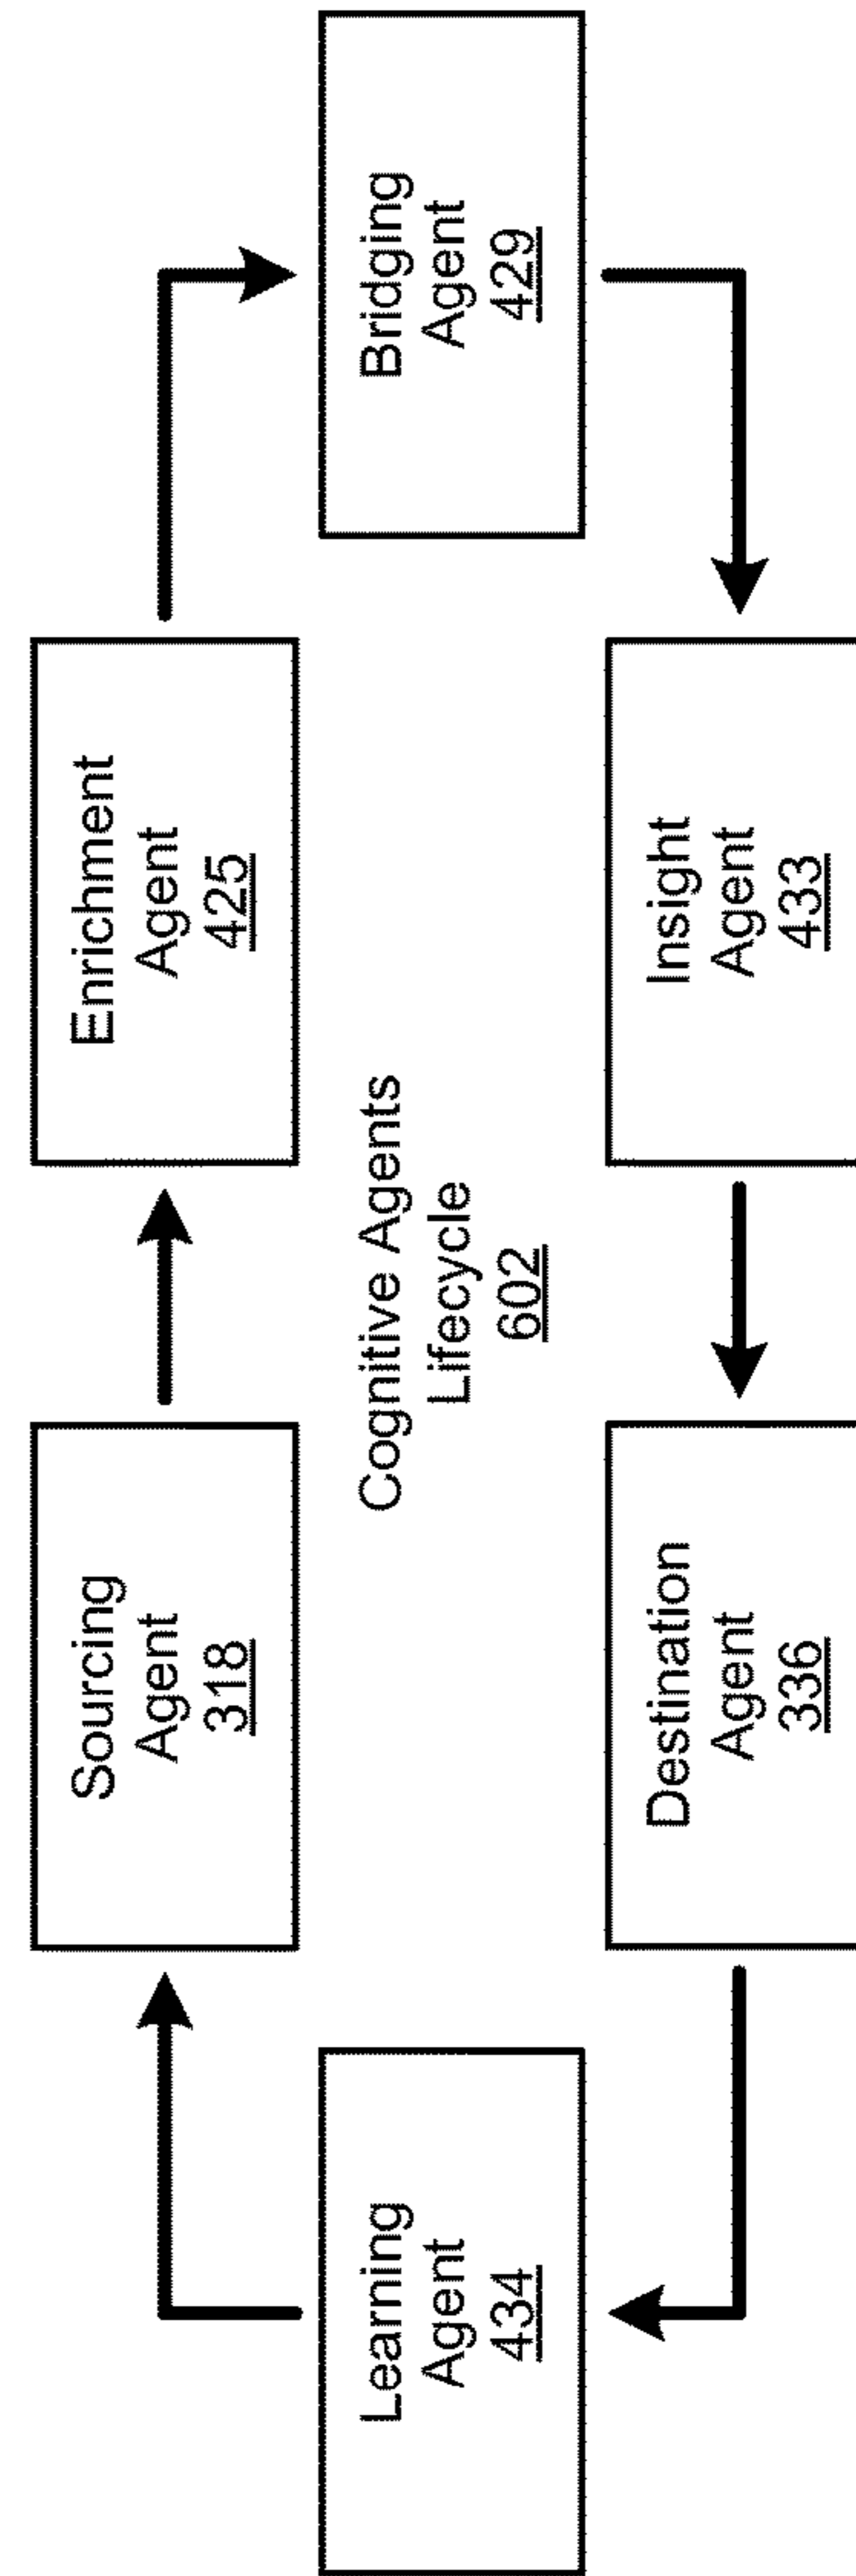 Sourcing
Agent
318
Enrichment
Agent
425
Learning
Agent
434
Cognitive Agents
Lifecycle
602
Bridging
Agent
429
Destination
Agent
336
Insight
Agent
433